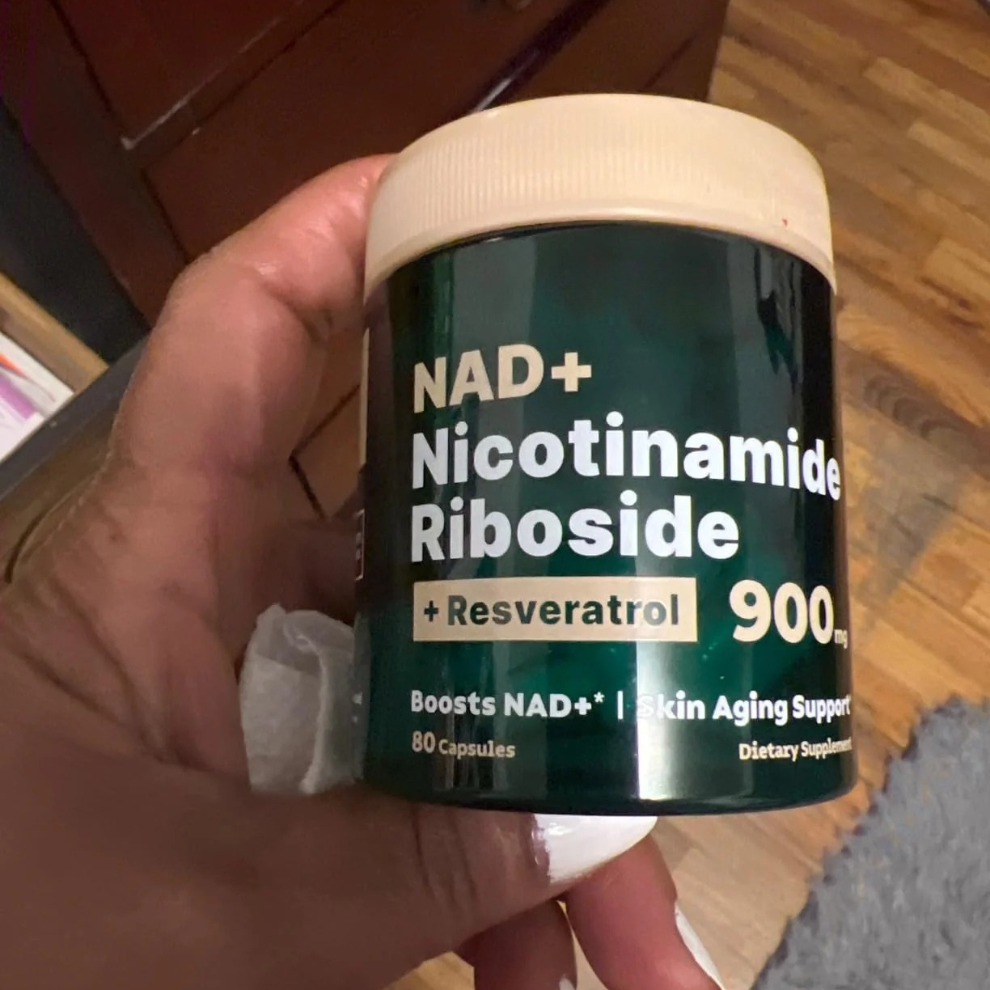 NAD+
Nicotinamide
Riboside
+ Resveratrol 900mg
Boosts NAD+* | Skin Aging Support*
80 Capsules Dietary Supplement